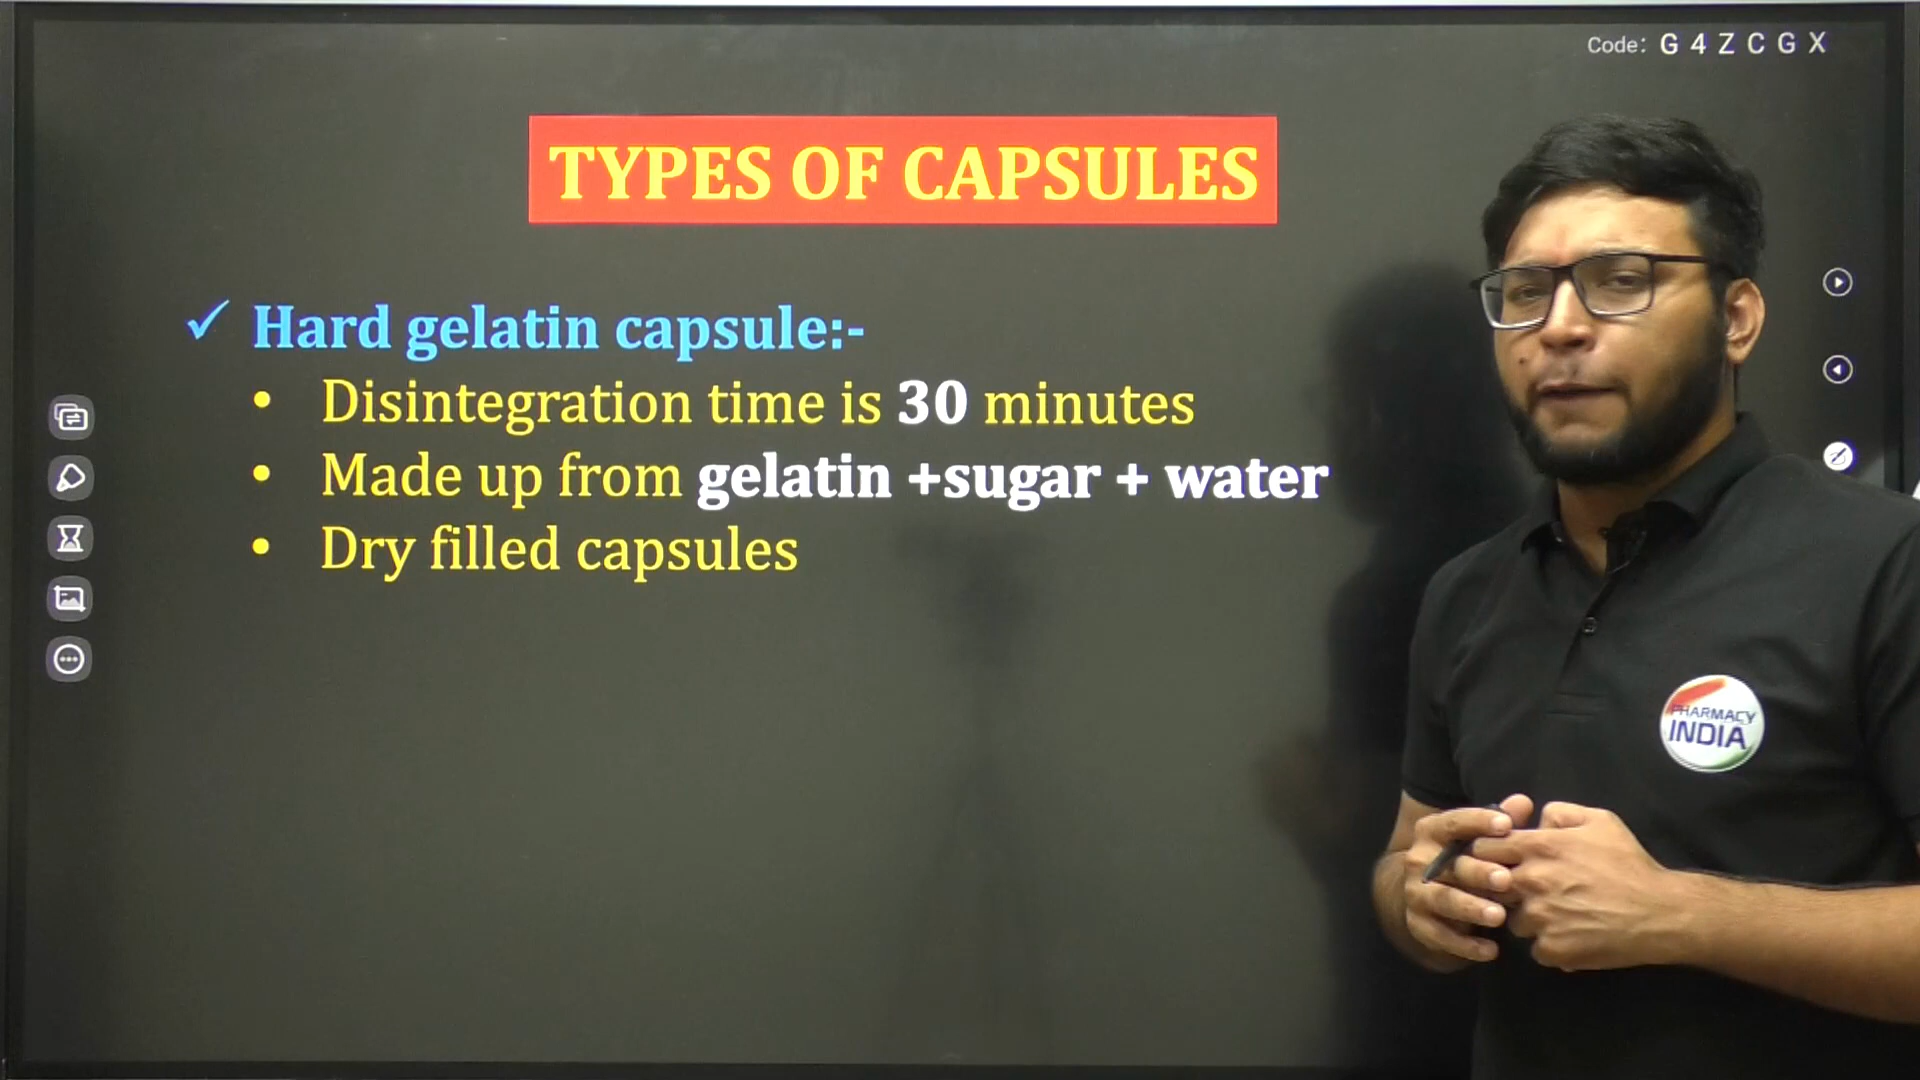 Code: G 4 Z C G X
TYPES OF CAPSULES
✓ Hard gelatin capsule:-
• Disintegration time is 30 minutes
• Made up from gelatin +sugar + water
• Dry filled capsules
PHARMACY
INDIA